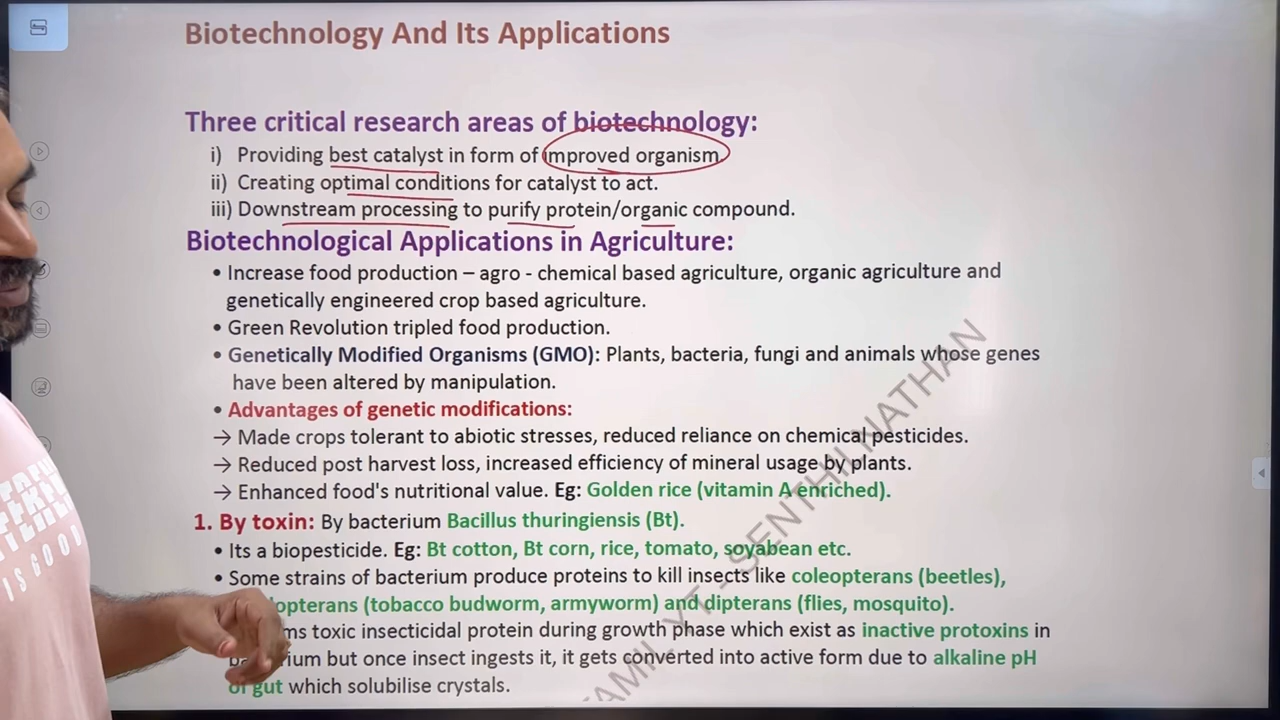 Biotechnology And Its Applications
Three critical research areas of biotechnology:
i) Providing best catalyst in form of improved organism.
ii) Creating optimal conditions for catalyst to act.
iii) Downstream processing to purify protein/organic compound.
Biotechnological Applications in Agriculture:
• Increase food production – agro - chemical based agriculture, organic agriculture and
genetically engineered crop based agriculture.
• Green Revolution tripled food production.
• Genetically Modified Organisms (GMO): Plants, bacteria, fungi and animals whose genes
have been altered by manipulation.
• Advantages of genetic modifications:
→ Made crops tolerant to abiotic stresses, reduced reliance on chemical pesticides.
→ Reduced post harvest loss, increased efficiency of mineral usage by plants.
→ Enhanced food's nutritional value. Eg: Golden rice (vitamin A enriched).
1. By toxin: By bacterium Bacillus thuringiensis (Bt).
• Its a biopesticide. Eg: Bt cotton, Bt corn, rice, tomato, soyabean etc.
• Some strains of bacterium produce proteins to kill insects like coleopterans (beetles),
(tobacco budworm, armyworm) and dipterans (flies, mosquito).
toxic insecticidal protein during growth phase which exist as inactive protoxins in
but once insect ingests it, it gets converted into active form due to alkaline pH
of gut which solubilise crystals.
TAMIL YT - SENTHILNATHAN
IS GOOD